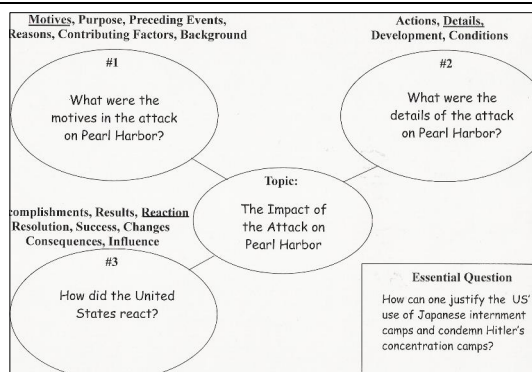 Motives, Purpose, Preceding Events,
Reasons, Contributing Factors, Background
#1
What were the
motives in the attack
on Pearl Harbor?
Actions, Details,
Development, Conditions
#2
What were the
details of the attack
on Pearl Harbor?
Topic:
The Impact of
the Attack on
Pearl Harbor
complishments, Results, Reaction
Resolution, Success, Changes
Consequences, Influence
#3
How did the United
States react?
Essential Question
How can one justify the US'
use of Japanese internment
camps and condemn Hitler's
concentration camps?